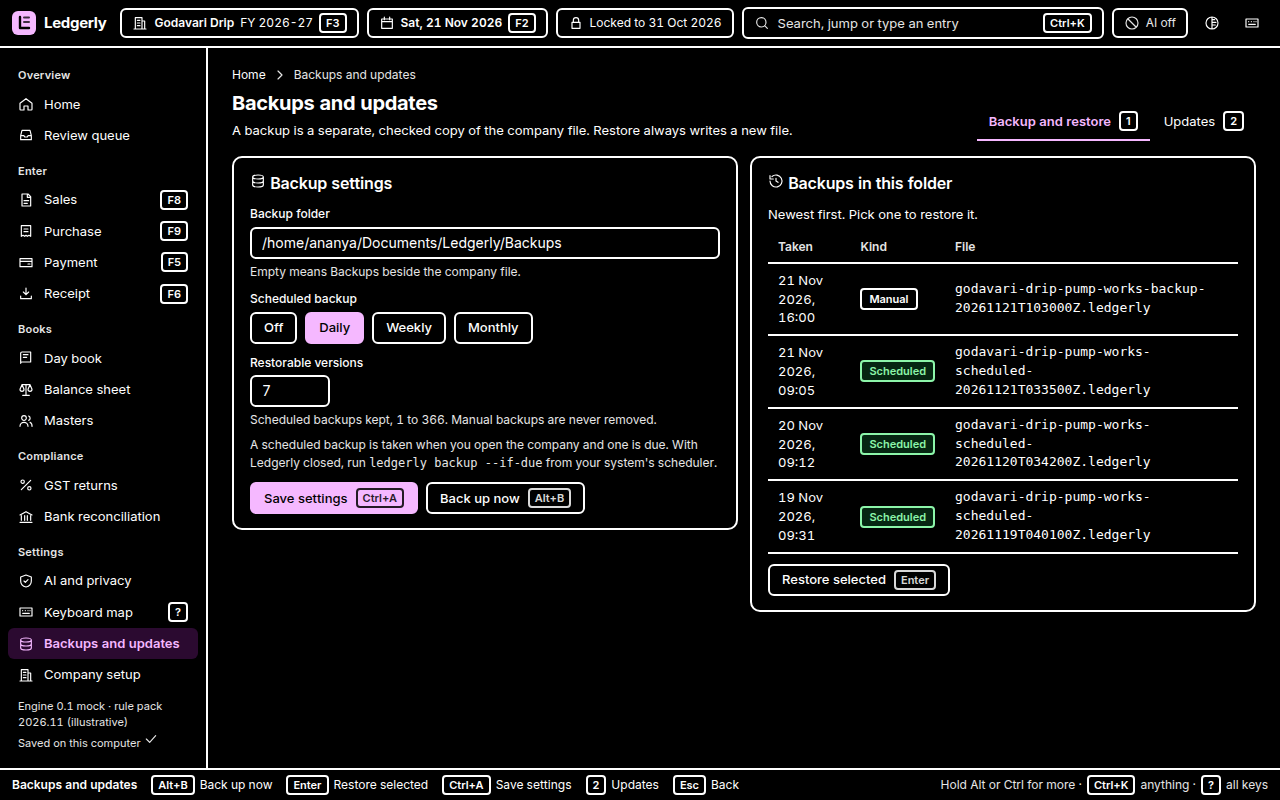 Ledgerly
Godavari Drip FY 2026-27 F3
Sat, 21 Nov 2026 F2
Locked to 31 Oct 2026
Search, jump or type an entry Ctrl+K
AI off
Overview
Home
Review queue
Enter
Sales F8
Purchase F9
Payment F5
Receipt F6
Books
Day book
Balance sheet
Masters
Compliance
GST returns
Bank reconciliation
Settings
AI and privacy
Keyboard map ?
Backups and updates
Company setup
Engine 0.1 mock · rule pack
2026.11 (illustrative)
Saved on this computer
Home > Backups and updates
Backups and updates
A backup is a separate, checked copy of the company file. Restore always writes a new file.
Backup and restore 1
Updates 2
Backup settings
Backup folder
/home/ananya/Documents/Ledgerly/Backups
Empty means Backups beside the company file.
Scheduled backup
Off Daily Weekly Monthly
Restorable versions
7
Scheduled backups kept, 1 to 366. Manual backups are never removed.
A scheduled backup is taken when you open the company and one is due. With
Ledgerly closed, run ledgerly backup --if-due from your system's scheduler.
Save settings Ctrl+A
Back up now Alt+B
Backups in this folder
Newest first. Pick one to restore it.
Taken Kind File
21 Nov
2026,
16:00
Manual
godavari-drip-pump-works-backup-
20261121T103000Z.ledgerly
21 Nov
2026,
09:05
Scheduled
godavari-drip-pump-works-
scheduled-
20261121T033500Z.ledgerly
20 Nov
2026,
09:12
Scheduled
godavari-drip-pump-works-
scheduled-
20261120T034200Z.ledgerly
19 Nov
2026,
09:31
Scheduled
godavari-drip-pump-works-
scheduled-
20261119T040100Z.ledgerly
Restore selected Enter
Backups and updates Alt+B Back up now Enter Restore selected Ctrl+A Save settings 2 Updates Esc Back
Hold Alt or Ctrl for more · Ctrl+K anything · ? all keys